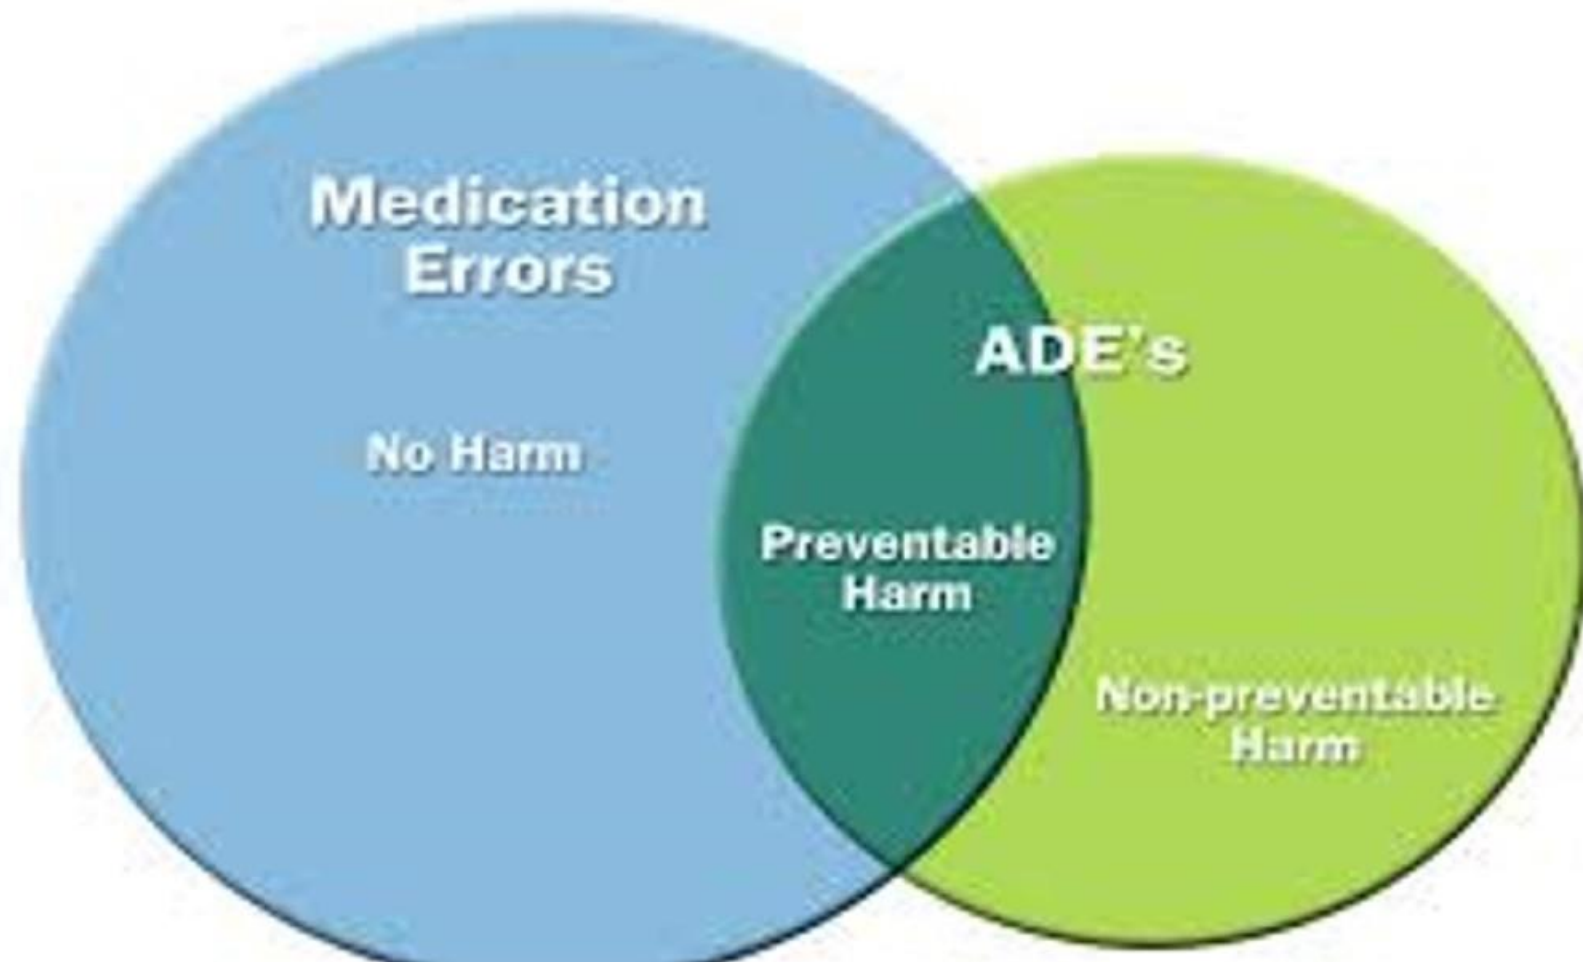 Medication
Errors
ADE's
No Harm
Preventable
Harm
Non-preventable
Harm